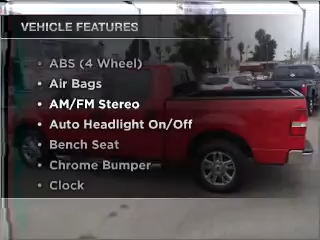 VEHICLE FEATURES
• ABS (4 Wheel)
• Air Bags
• AM/FM Stereo
• Auto Headlight On/Off
• Bench Seat
• Chrome Bumper
• Clock